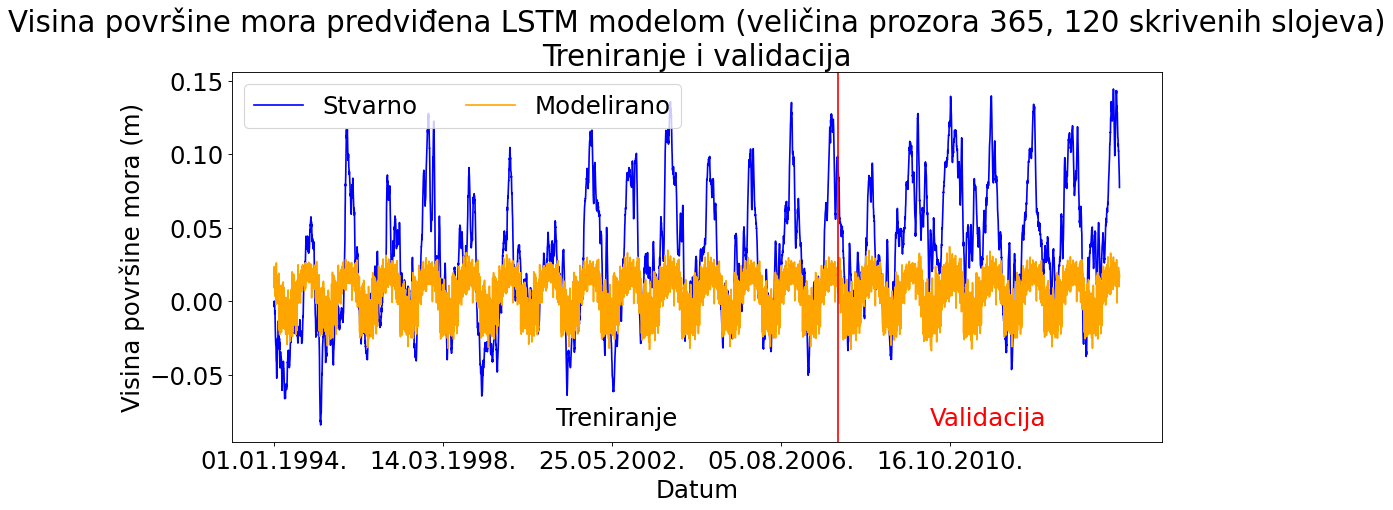 Visina površine mora predviđena LSTM modelom (veličina prozora 365, 120 skrivenih slojeva)
Treniranje i validacija
Stvarno Modelirano
Visina površine mora (m)
0.15
0.10
0.05
0.00
−0.05
Treniranje Validacija
01.01.1994. 14.03.1998. 25.05.2002. 05.08.2006. 16.10.2010.
Datum